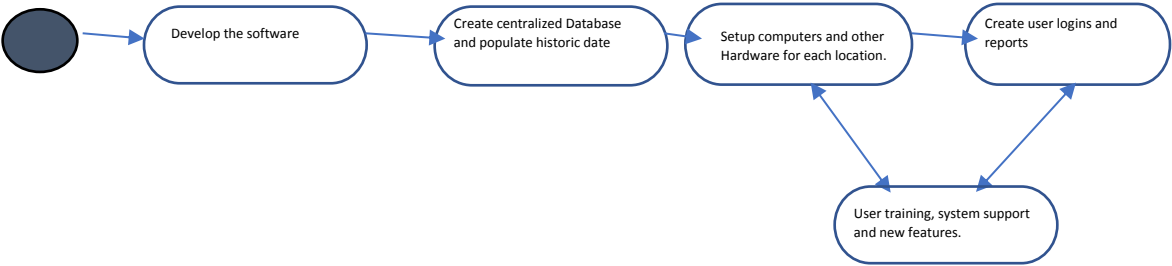 Develop the software
Create centralized Database
and populate historic date
Setup computers and other
Hardware for each location.
Create user logins and
reports
User training, system support
and new features.